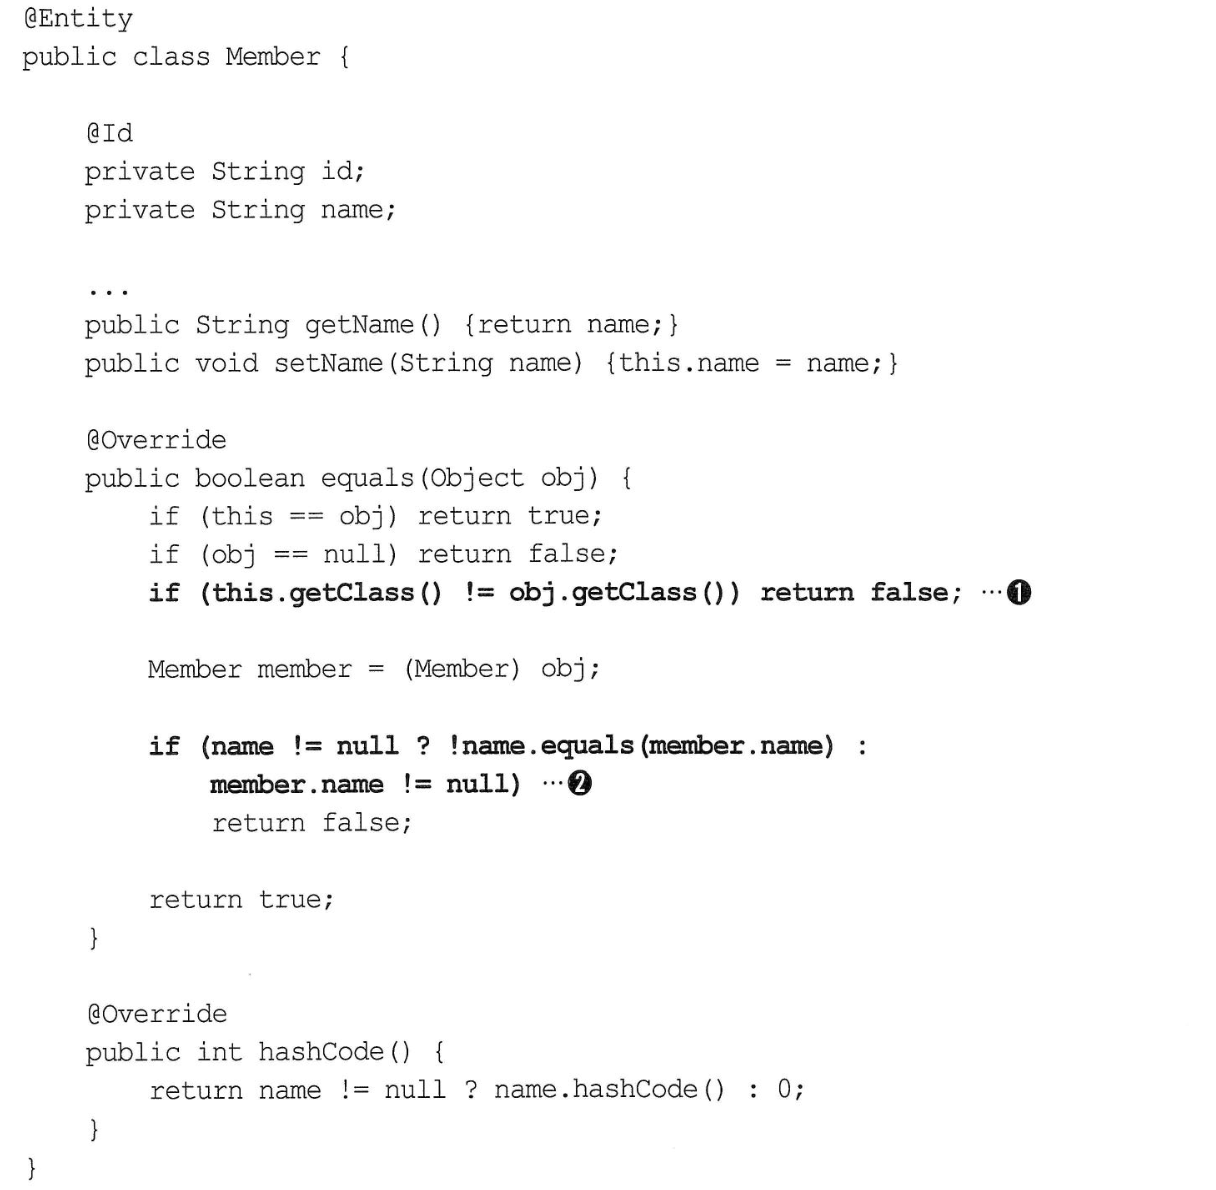 @Entity
public class Member {
@Id
private String id;
private String name;
...
public String getName() {return name;}
public void setName(String name) {this.name = name;}
@Override
public boolean equals(Object obj) {
if (this == obj) return true;
if (obj == null) return false;
if (this.getClass() != obj.getClass()) return false; …❶
Member member = (Member) obj;
if (name != null ? !name.equals(member.name) :
member.name != null) …❷
return false;
return true;
}
@Override
public int hashCode() {
return name != null ? name.hashCode() : 0;
}
}